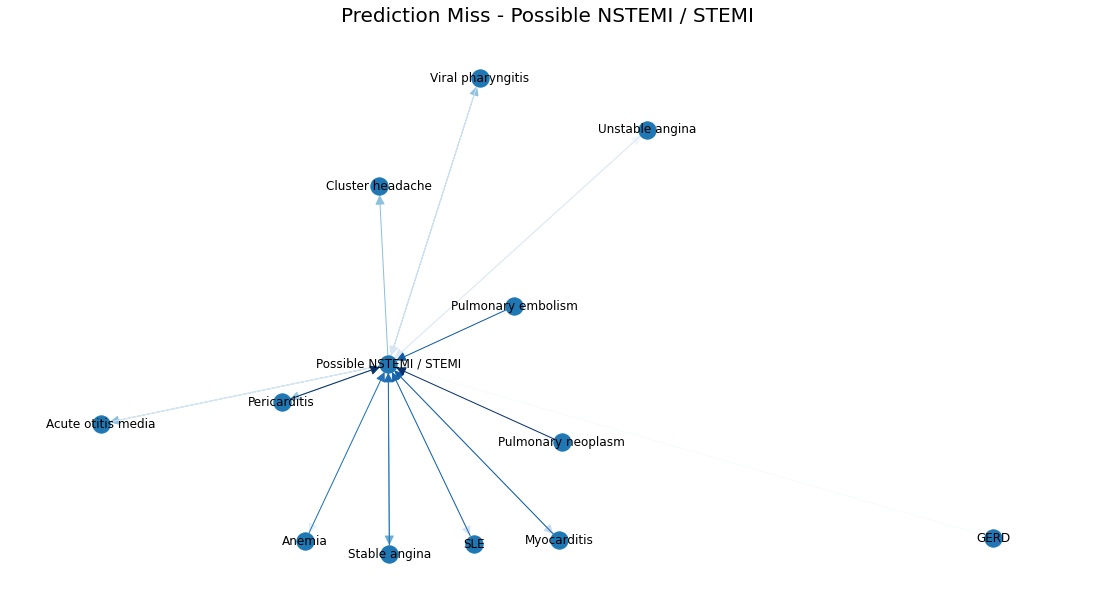 Prediction Miss - Possible NSTEMI / STEMI
Viral pharyngitis
Unstable angina
Cluster headache
Pulmonary embolism
Possible NSTEMI / STEMI
Pericarditis
Acute otitis media
Pulmonary neoplasm
Anemia
Stable angina
SLE
Myocarditis
GERD